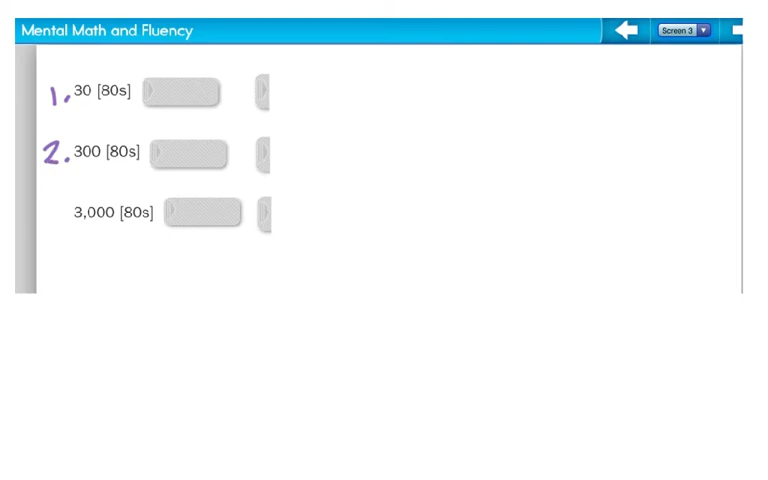 Mental Math and Fluency
Screen 3
1. 30 [80s]
2. 300 [80s]
3,000 [80s]